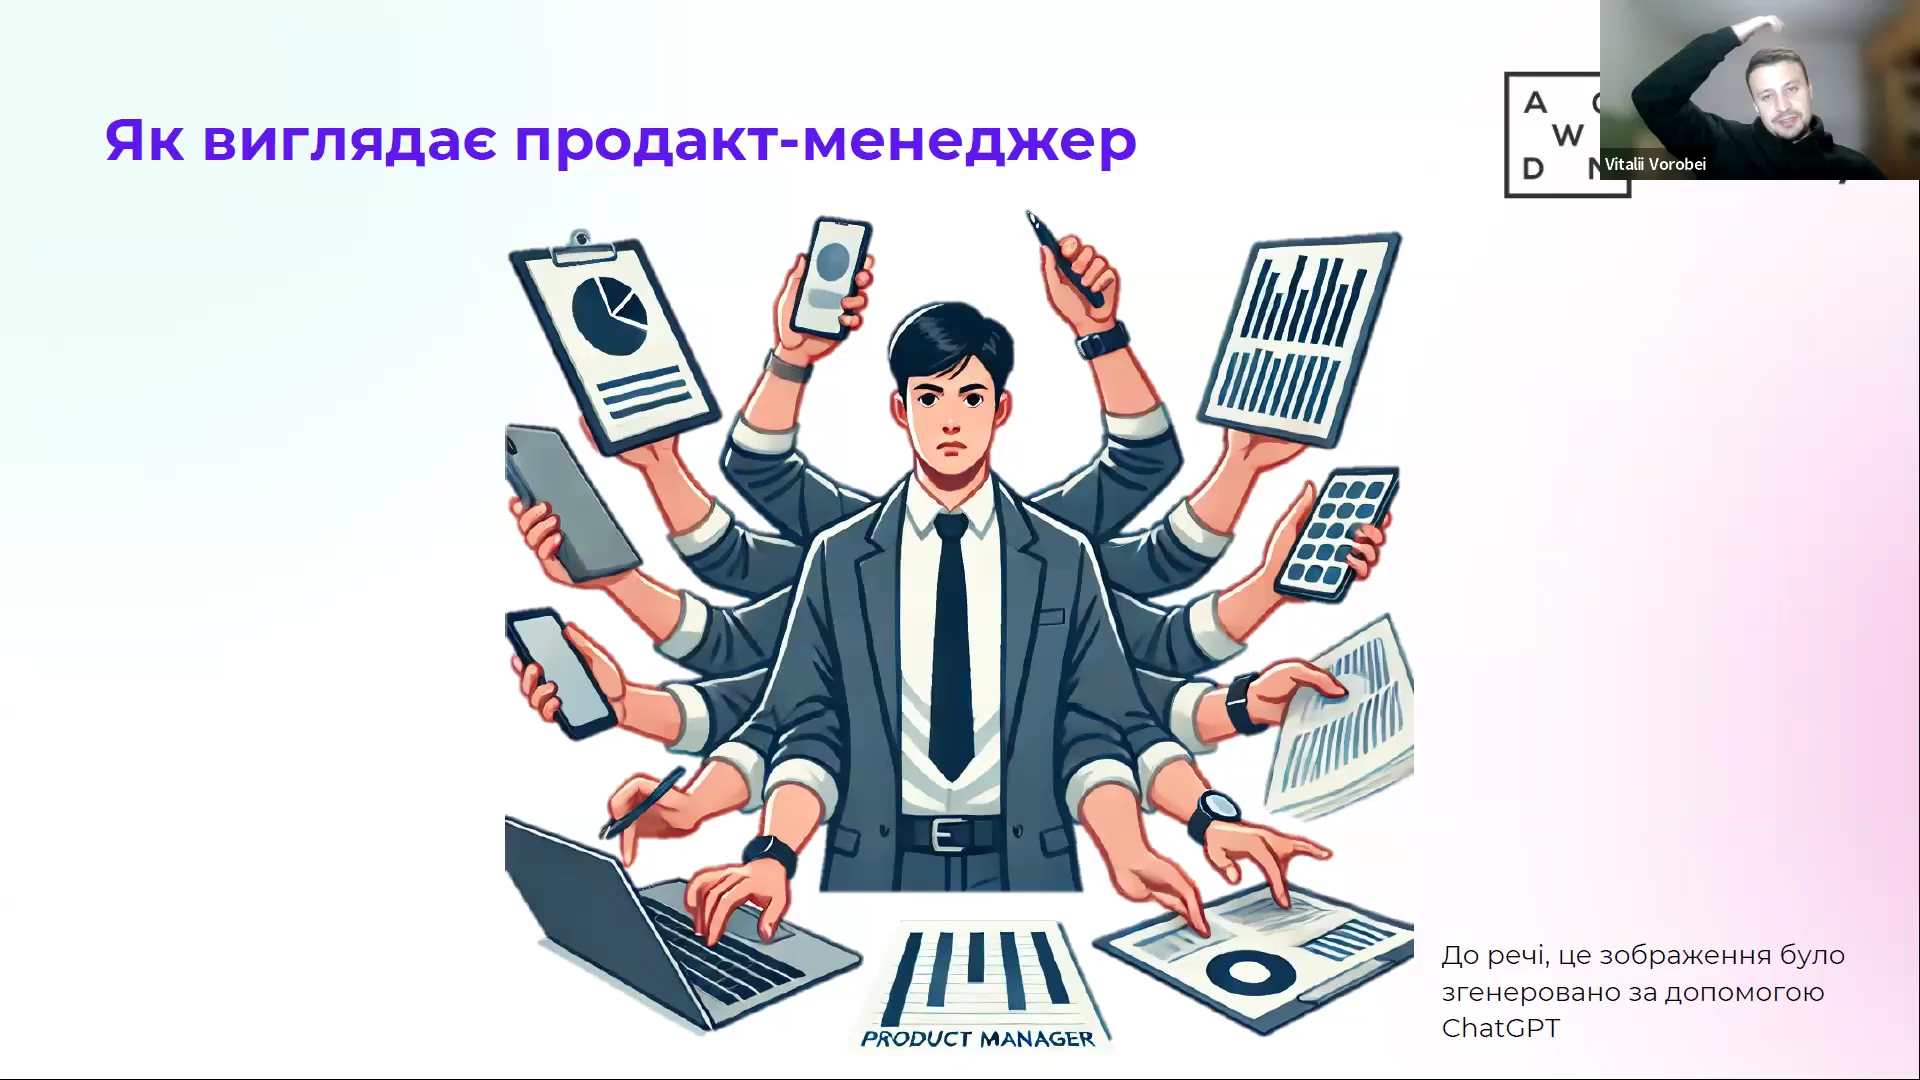 Як виглядає продакт-менеджер
A
W
D N
Vitalii Vorobei
PRODUCT MANAGER
До речі, це зображення було
згенеровано за допомогою
ChatGPT